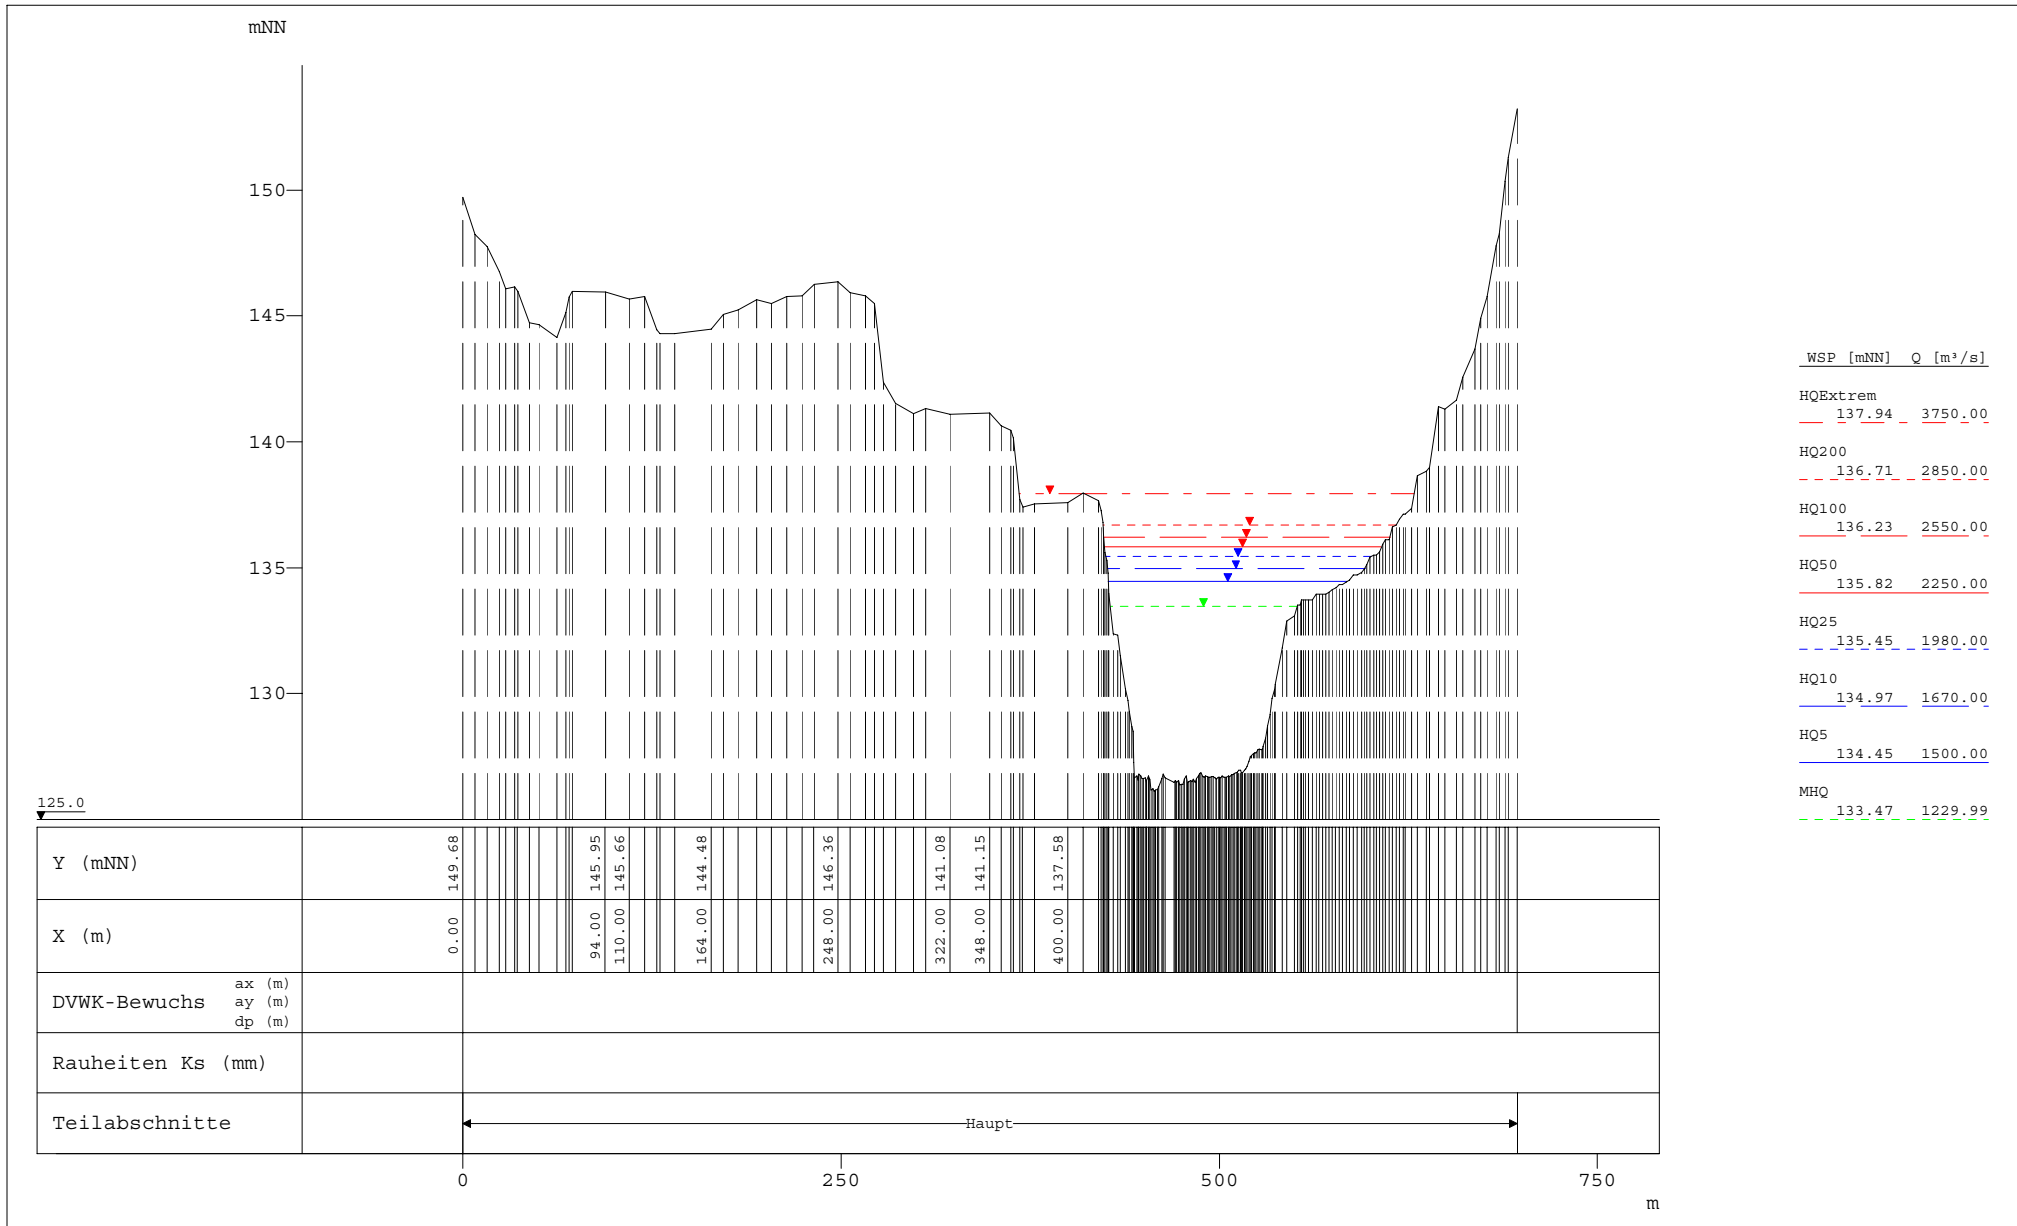 mNN
150
145
140
135
130
125.0
WSP [mNN] Q [m³/s]
HQExtrem
137.94 3750.00
HQ200
136.71 2850.00
HQ100
136.23 2550.00
HQ50
135.82 2250.00
HQ25
135.45 1980.00
HQ10
134.97 1670.00
HQ5
134.45 1500.00
MHQ
133.47 1229.99
Y (mNN)
149.68 145.95 145.66 144.48 146.36 141.08 141.15 137.58
X (m)
0.00 94.00 110.00 164.00 248.00 322.00 348.00 400.00
DVWK-Bewuchs
ax (m)
ay (m)
dp (m)
Rauheiten Ks (mm)
Teilabschnitte
Haupt
0 250 500 750
m